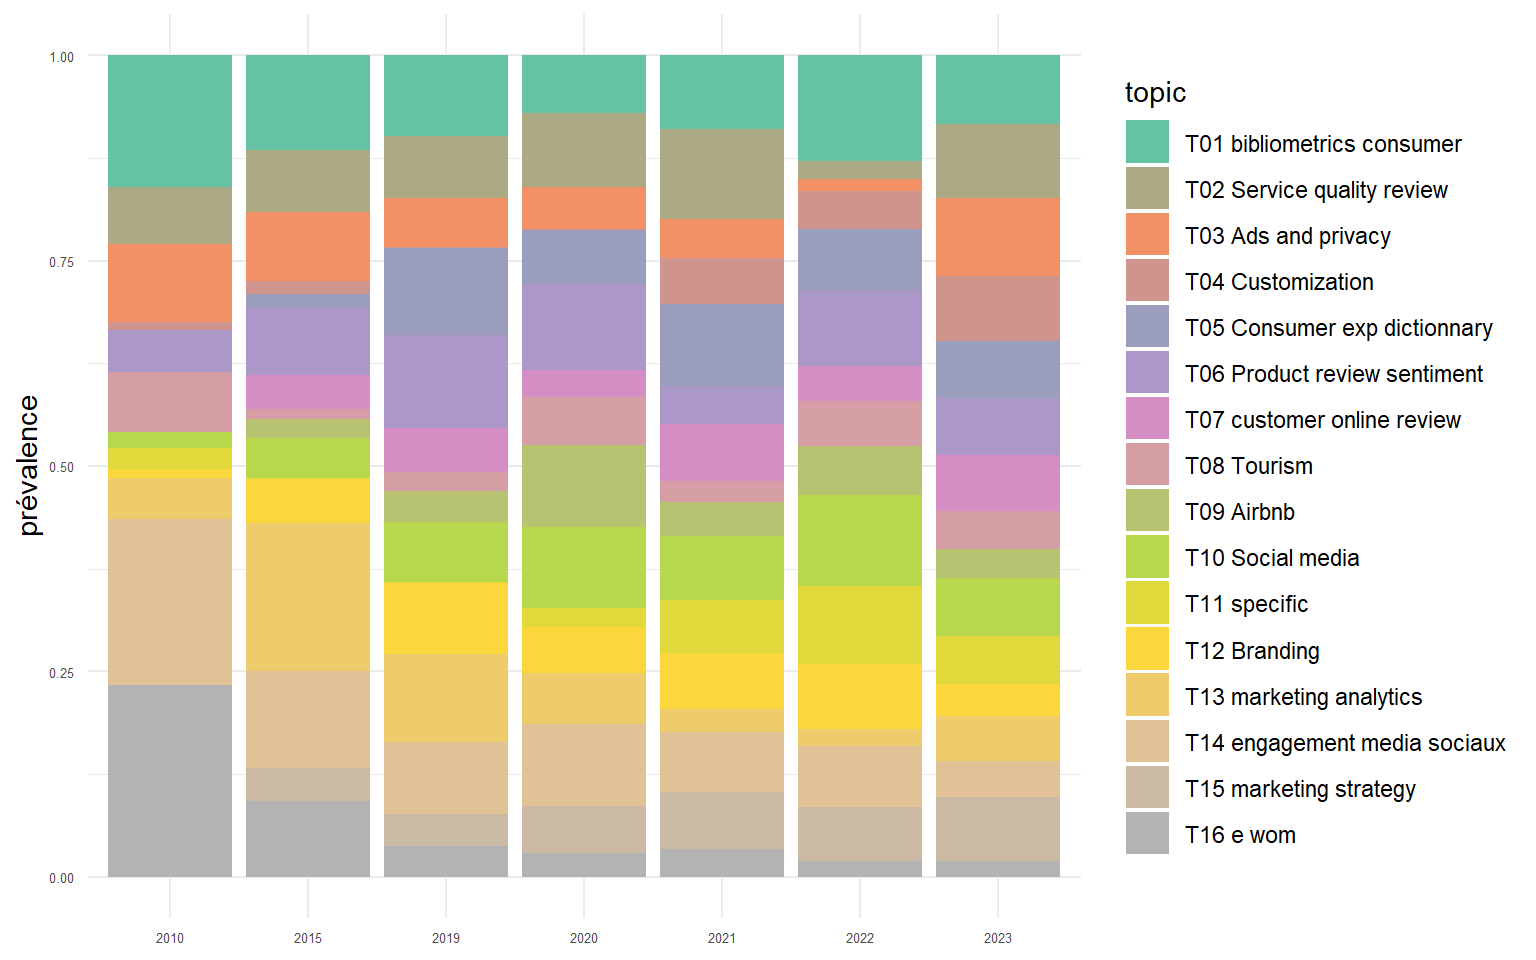 prévalence
1.00
0.75
0.50
0.25
0.00
2010
2015
2019
2020
2021
2022
2023
topic
T01 bibliometrics consumer
T02 Service quality review
T03 Ads and privacy
T04 Customization
T05 Consumer exp dictionnary
T06 Product review sentiment
T07 customer online review
T08 Tourism
T09 Airbnb
T10 Social media
T11 specific
T12 Branding
T13 marketing analytics
T14 engagement media sociaux
T15 marketing strategy
T16 e wom